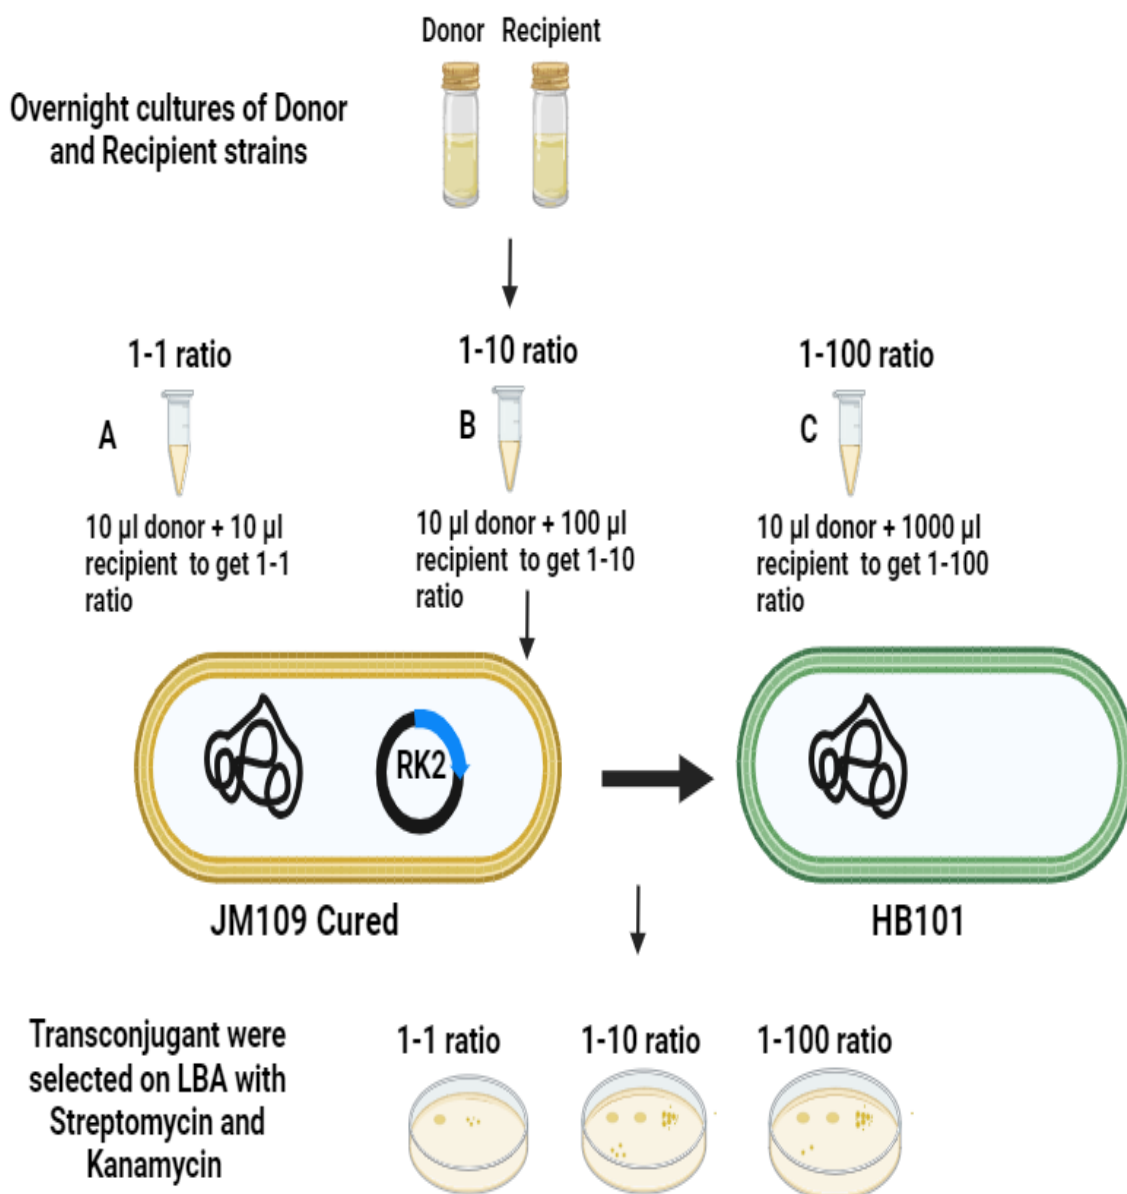 Donor Recipient
Overnight cultures of Donor
and Recipient strains
1-1 ratio
1-10 ratio
1-100 ratio
A
B
C
10 µl donor + 10 µl
recipient to get 1-1
ratio
10 µl donor + 100 µl
recipient to get 1-10
ratio
10 µl donor + 1000 µl
recipient to get 1-100
ratio
RK2
JM109 Cured
HB101
Transconjugant were
selected on LBA with
Streptomycin and
Kanamycin
1-1 ratio
1-10 ratio
1-100 ratio